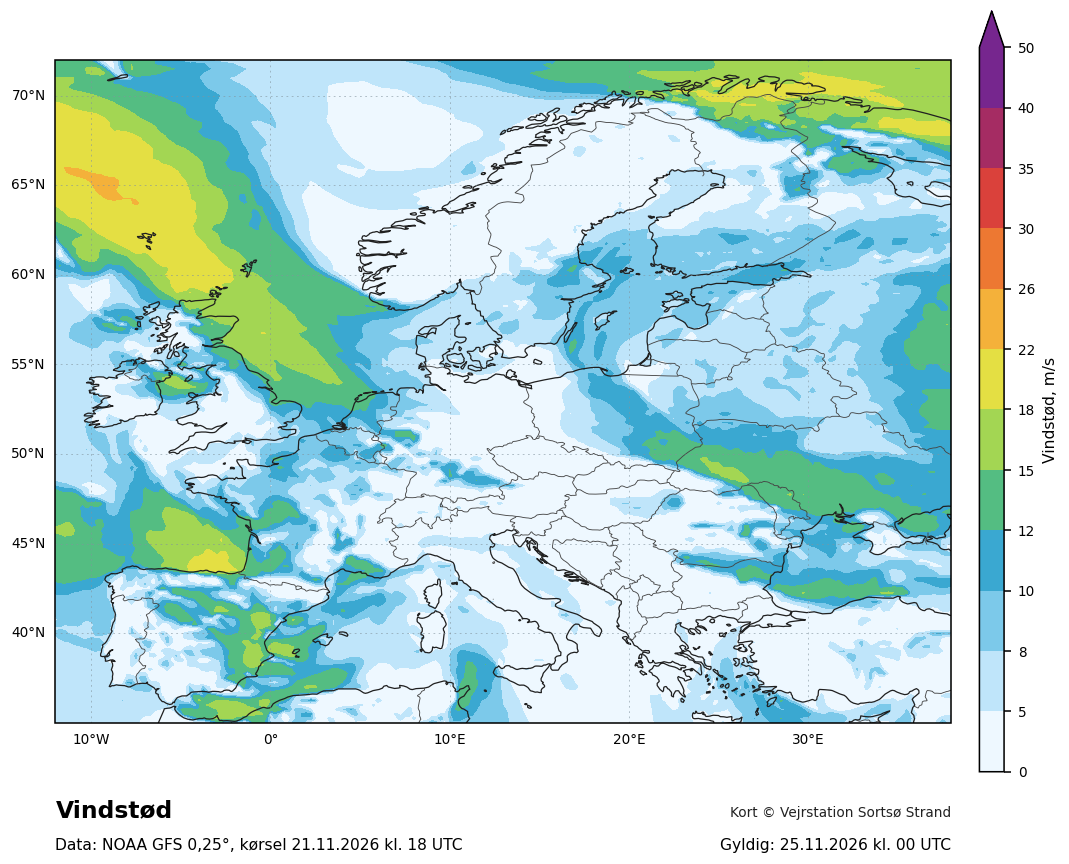 70°N
65°N
60°N
55°N
50°N
45°N
40°N
10°W
0°
10°E
20°E
30°E
50
40
35
30
26
22
18
15
12
10
8
5
0
Vindstød, m/s
Vindstød
Kort © Vejrstation Sortsø Strand
Data: NOAA GFS 0,25°, kørsel 21.11.2026 kl. 18 UTC
Gyldig: 25.11.2026 kl. 00 UTC